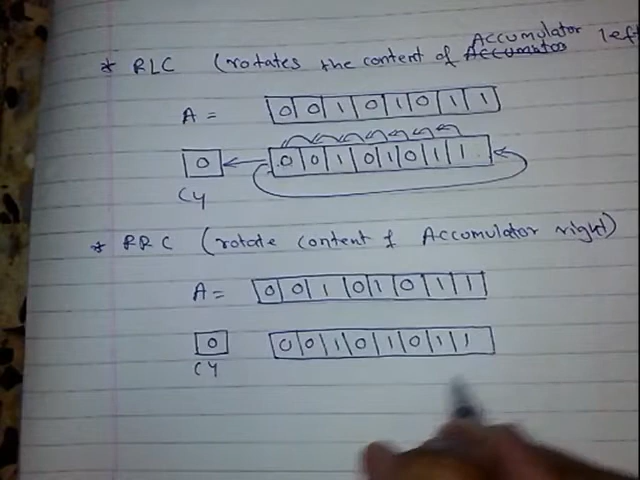 * RLC (rotates the content of Accumulator left
A = 0 0 1 0 1 0 1 1
0 0 0 1 0 1 0 1 1
CY
* RRC (rotate content of Accomulator right)
A = 0 0 1 0 1 0 1 1
0 0 0 1 0 1 0 1 1
CY